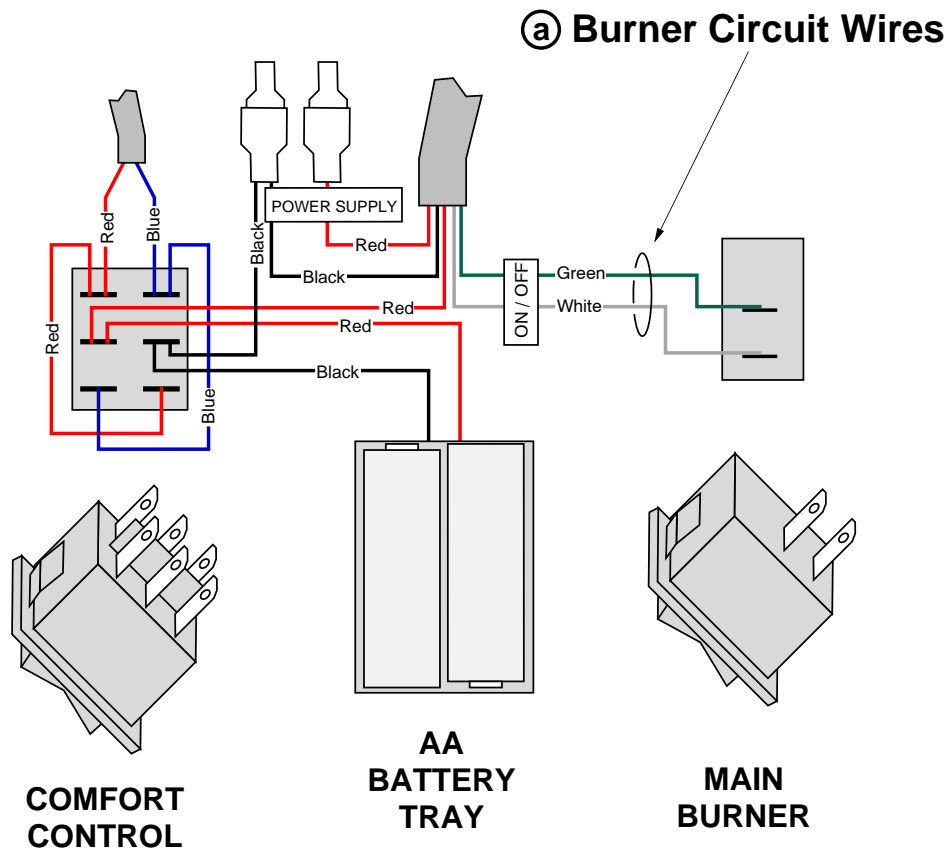 a Burner Circuit Wires
POWER SUPPLY
Red
Blue
Black
Red
Black
ON / OFF
Green
White
Red
Red
Red
Black
Blue
AA
BATTERY
TRAY
MAIN
BURNER
COMFORT
CONTROL